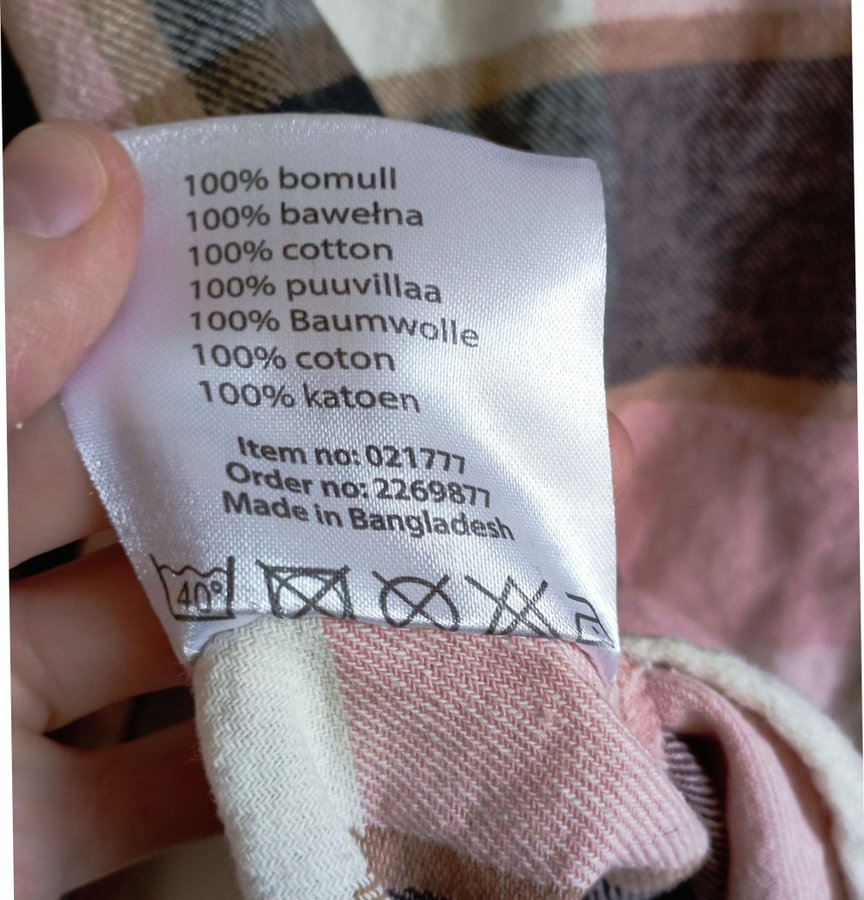 100% bomull
100% bawełna
100% cotton
100% puuvillaa
100% Baumwolle
100% coton
100% katoen
Item no: 021777
Order no: 2269877
Made in Bangladesh
40°